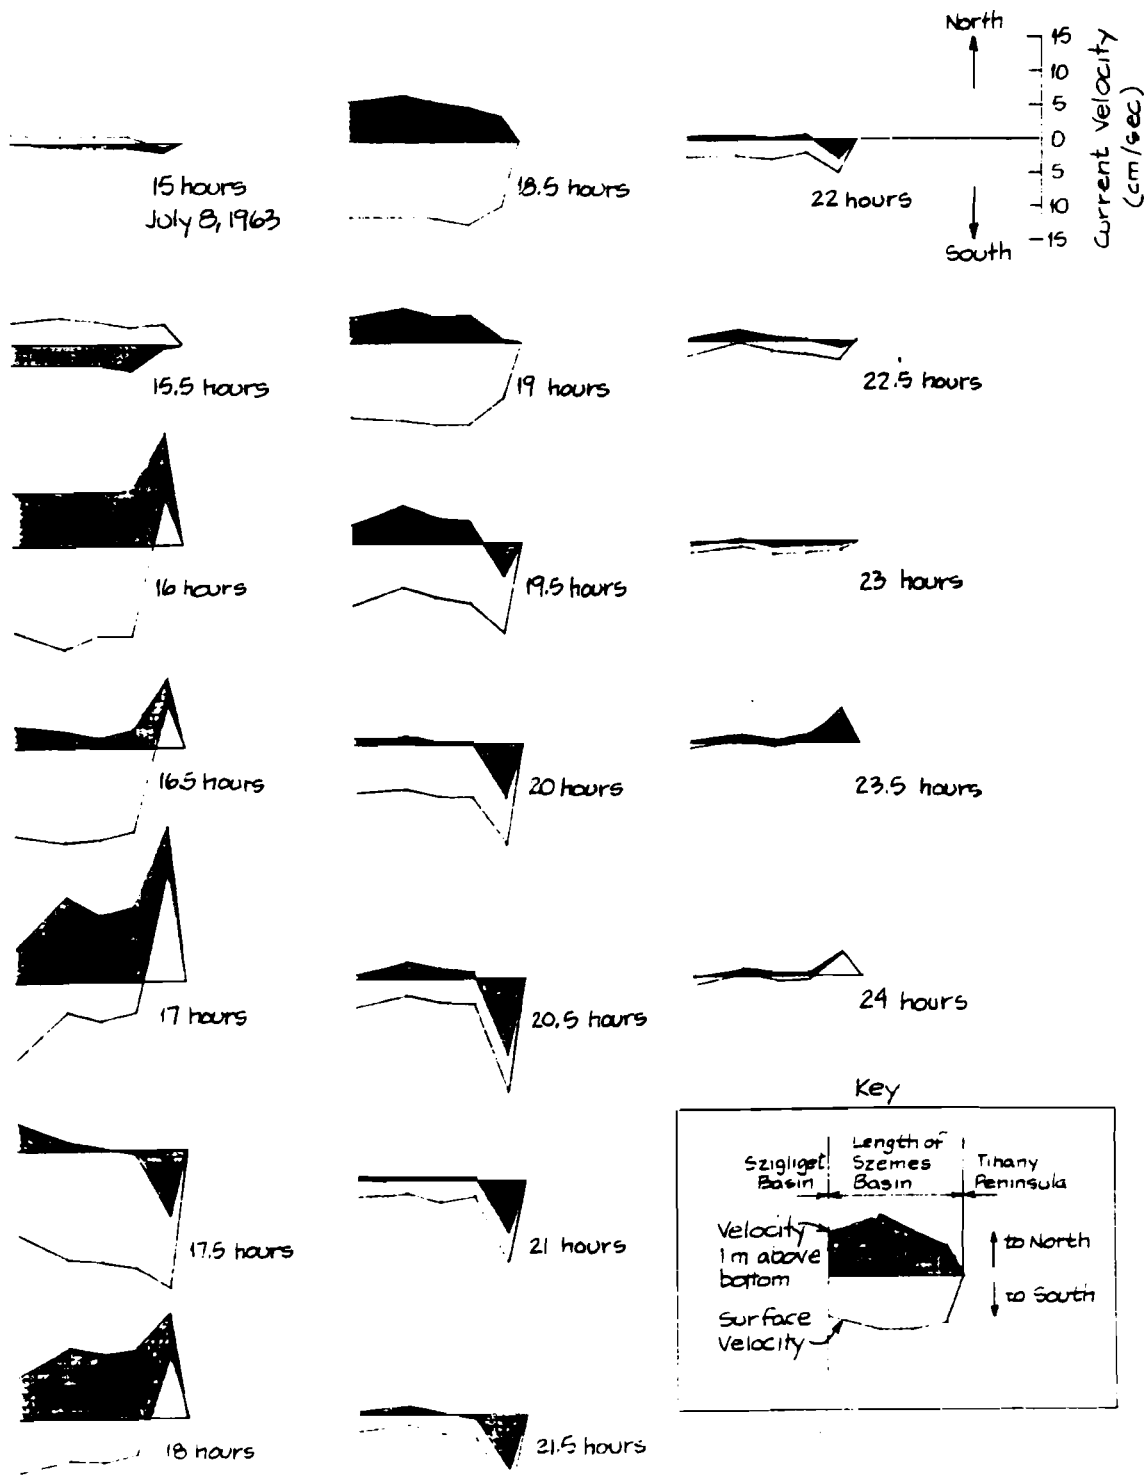 North
15
10
5
0
5
10
15
South
Current Velocity
(cm/sec)
15 hours
July 8, 1963
18.5 hours
22 hours
15.5 hours
19 hours
22.5 hours
16 hours
19.5 hours
23 hours
16.5 hours
20 hours
23.5 hours
17 hours
20.5 hours
24 hours
17.5 hours
21 hours
18 hours
21.5 hours
Key
Szigliget
Basin
Length of
Szemes
Basin
Tihany
Peninsula
Velocity
1m above
bottom
to North
to South
Surface
Velocity